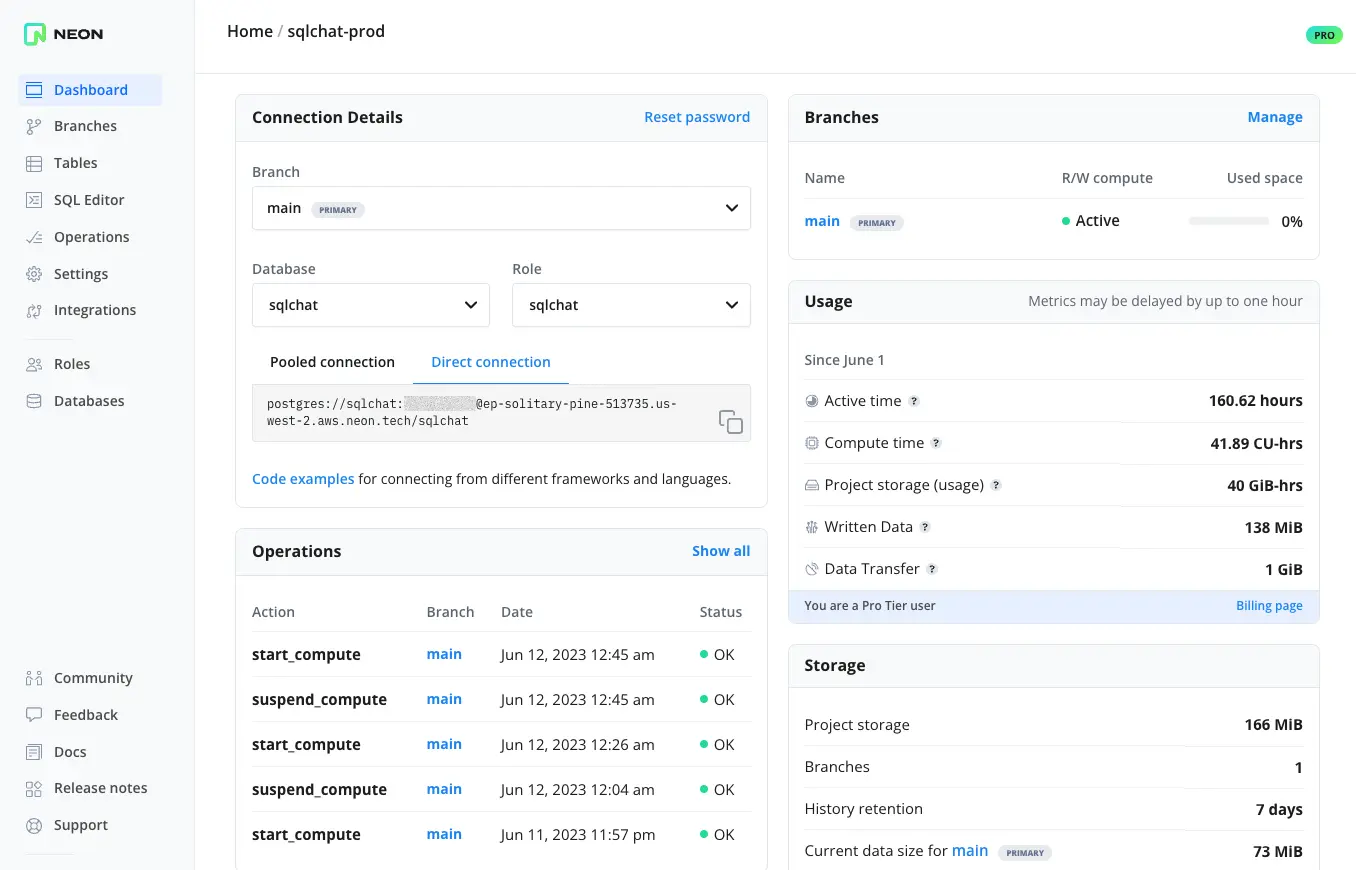 NEON
Home / sqlchat-prod
PRO
Dashboard
Branches
Tables
SQL Editor
Operations
Settings
Integrations
Roles
Databases
Community
Feedback
Docs
Release notes
Support
Connection Details Reset password
Branch
main PRIMARY
Database Role
sqlchat sqlchat
Pooled connection Direct connection
postgres://sqlchat: @ep-solitary-pine-513735.us-
west-2.aws.neon.tech/sqlchat
Code examples for connecting from different frameworks and languages.
Operations Show all
Action Branch Date Status
start_compute main Jun 12, 2023 12:45 am OK
suspend_compute main Jun 12, 2023 12:45 am OK
start_compute main Jun 12, 2023 12:26 am OK
suspend_compute main Jun 12, 2023 12:04 am OK
start_compute main Jun 11, 2023 11:57 pm OK
Branches Manage
Name R/W compute Used space
main PRIMARY Active 0%
Usage Metrics may be delayed by up to one hour
Since June 1
Active time ? 160.62 hours
Compute time ? 41.89 CU-hrs
Project storage (usage) ? 40 GiB-hrs
Written Data ? 138 MiB
Data Transfer ? 1 GiB
You are a Pro Tier user Billing page
Storage
Project storage 166 MiB
Branches 1
History retention 7 days
Current data size for main PRIMARY 73 MiB